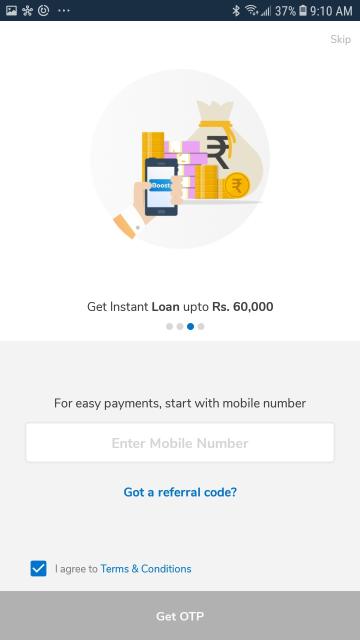 37% 9:10 AM
Skip
Boost
Get Instant Loan upto Rs. 60,000
For easy payments, start with mobile number
Enter Mobile Number
Got a referral code?
I agree to Terms & Conditions
Get OTP